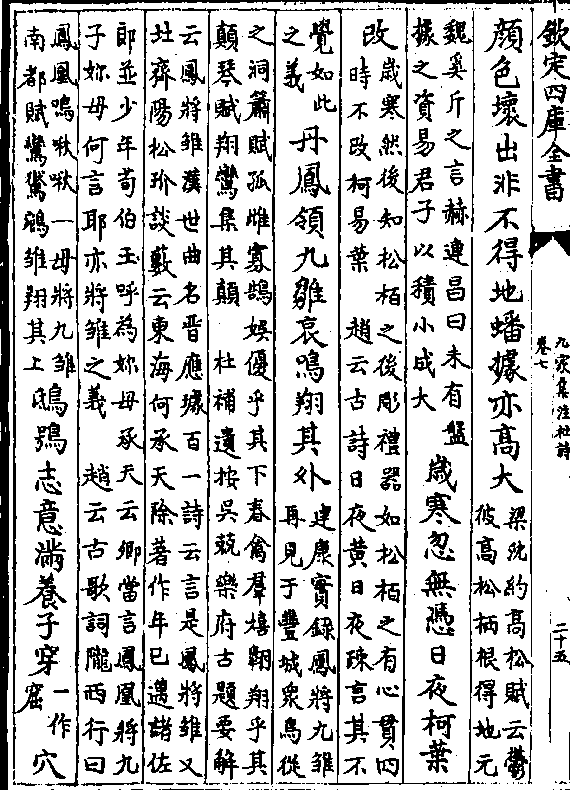 欽定四庫全書
九家集注杜詩
卷七
二十五
顏色壞出非不得地蟠據亦高大
梁沈約高松賦云鬱
彼高松栖根得地元
魏奚斤之言赫連昌曰未有盤
據之資易君子以積小成大
歲寒忽無憑日夜柯葉
改
歲寒然後知松栢之後彫禮器如松栢之有心貫四
時不改柯易葉 趙云古詩日夜黃日夜疎言其不
覺如此
之義
丹鳳領九雛哀鳴翔其外
建康實錄鳳將九雛
再見于豐城衆鳥從
之洞簫賦孤雌寡鶴娛優乎其下春禽羣嬉翺翔乎其
顛琴賦翔鸞集其顛 杜補遺按吳兢樂府古題要解
云鳳將雛漢世曲名晉應璩百一詩云言是鳳將雛又
北齊陽松玠談藪云東海何承天除著作年已邁諸佐
郎並少年荀伯玉呼為妳母承天云卿當言鳳凰將九
子妳母何言耶亦將雛之義 趙云古歌詞隴西行曰
鳳凰鳴啾啾一母將九雛
南都賦鸑鷟鵷雛翔其上
鴟鴞志意滿養子穿
一作
窟
穴